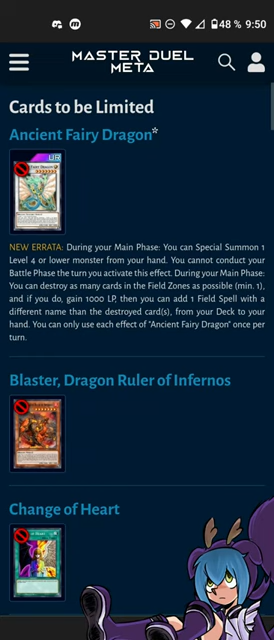 48 % 9:50
MASTER DUEL
META
Cards to be Limited
Ancient Fairy Dragon*
UR
NEW ERRATA: During your Main Phase: You can Special Summon 1
Level 4 or lower monster from your hand. You cannot conduct your
Battle Phase the turn you activate this effect. During your Main Phase:
You can destroy as many cards in the Field Zones as possible (min. 1),
and if you do, gain 1000 LP, then you can add 1 Field Spell with a
different name than the destroyed card(s), from your Deck to your
hand. You can only use each effect of "Ancient Fairy Dragon" once per
turn.
Blaster, Dragon Ruler of Infernos
Change of Heart